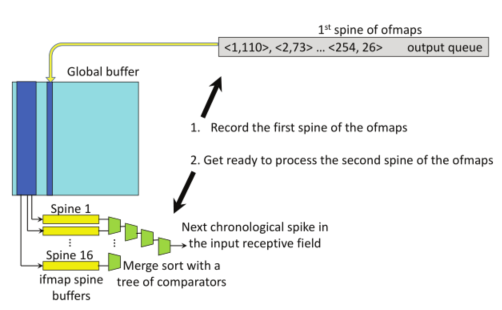 1st spine of ofmaps
<1,110>, <2,73> ... <254, 26> output queue
Global buffer
1. Record the first spine of the ofmaps
2. Get ready to process the second spine of the ofmaps
Spine 1
Next chronological spike in
the input receptive field
Spine 16
Merge sort with a
tree of comparators
ifmap spine
buffers